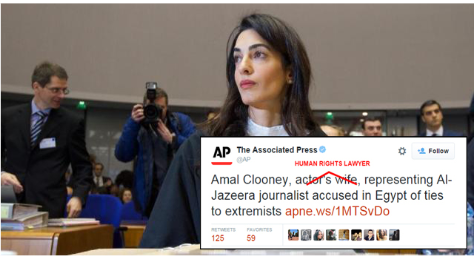 AP The Associated Press
@AP
Follow
HUMAN RIGHTS LAWYER
Amal Clooney, actor's wife, representing Al-
Jazeera journalist accused in Egypt of ties
to extremists apne.ws/1MTSvDo
RETWEETS FAVORITES
125 59